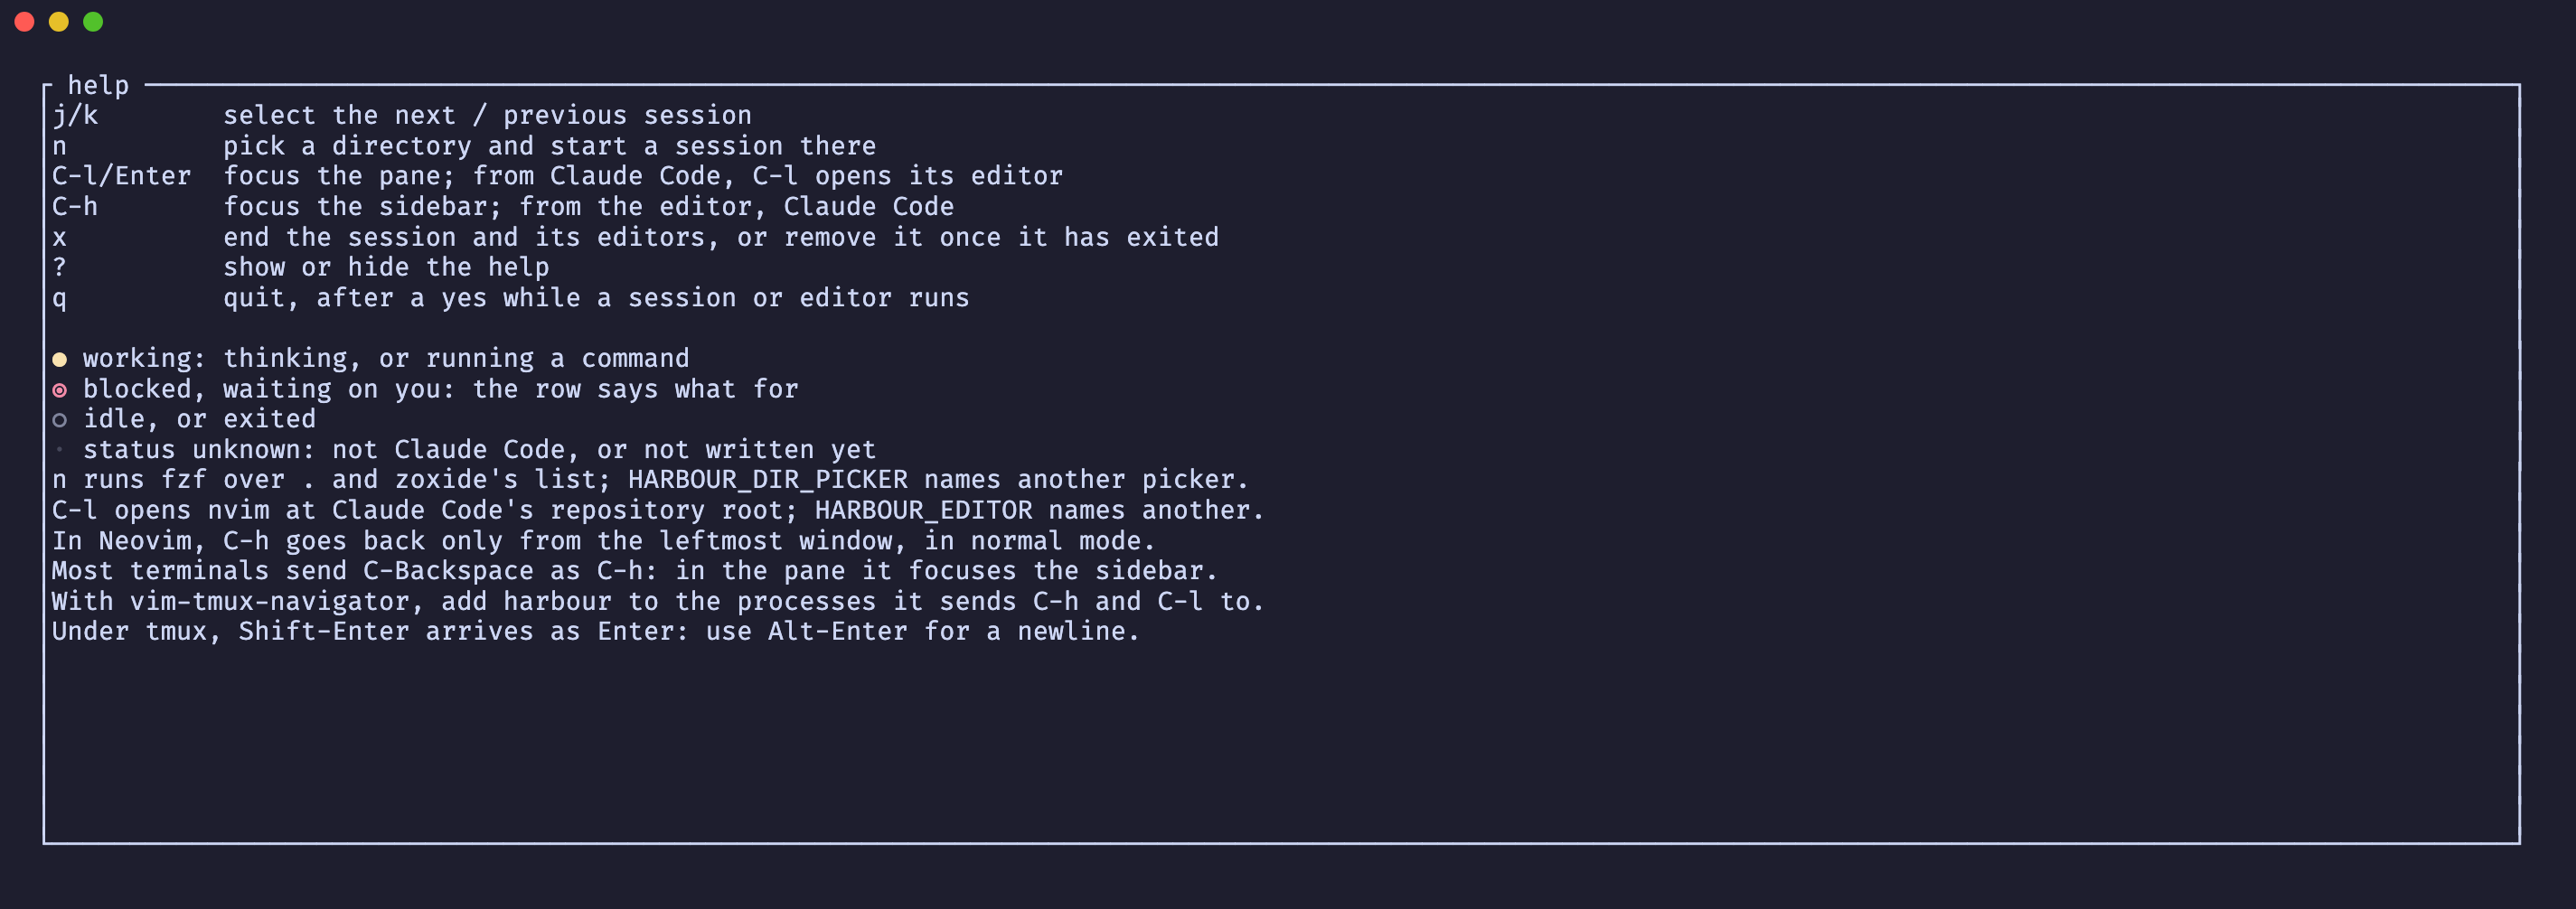 help
j/k        select the next / previous session
n          pick a directory and start a session there
C-l/Enter  focus the pane; from Claude Code, C-l opens its editor
C-h        focus the sidebar; from the editor, Claude Code
x          end the session and its editors, or remove it once it has exited
?          show or hide the help
q          quit, after a yes while a session or editor runs
● working: thinking, or running a command
◉ blocked, waiting on you: the row says what for
○ idle, or exited
· status unknown: not Claude Code, or not written yet
n runs fzf over . and zoxide's list; HARBOUR_DIR_PICKER names another picker.
C-l opens nvim at Claude Code's repository root; HARBOUR_EDITOR names another.
In Neovim, C-h goes back only from the leftmost window, in normal mode.
Most terminals send C-Backspace as C-h: in the pane it focuses the sidebar.
With vim-tmux-navigator, add harbour to the processes it sends C-h and C-l to.
Under tmux, Shift-Enter arrives as Enter: use Alt-Enter for a newline.